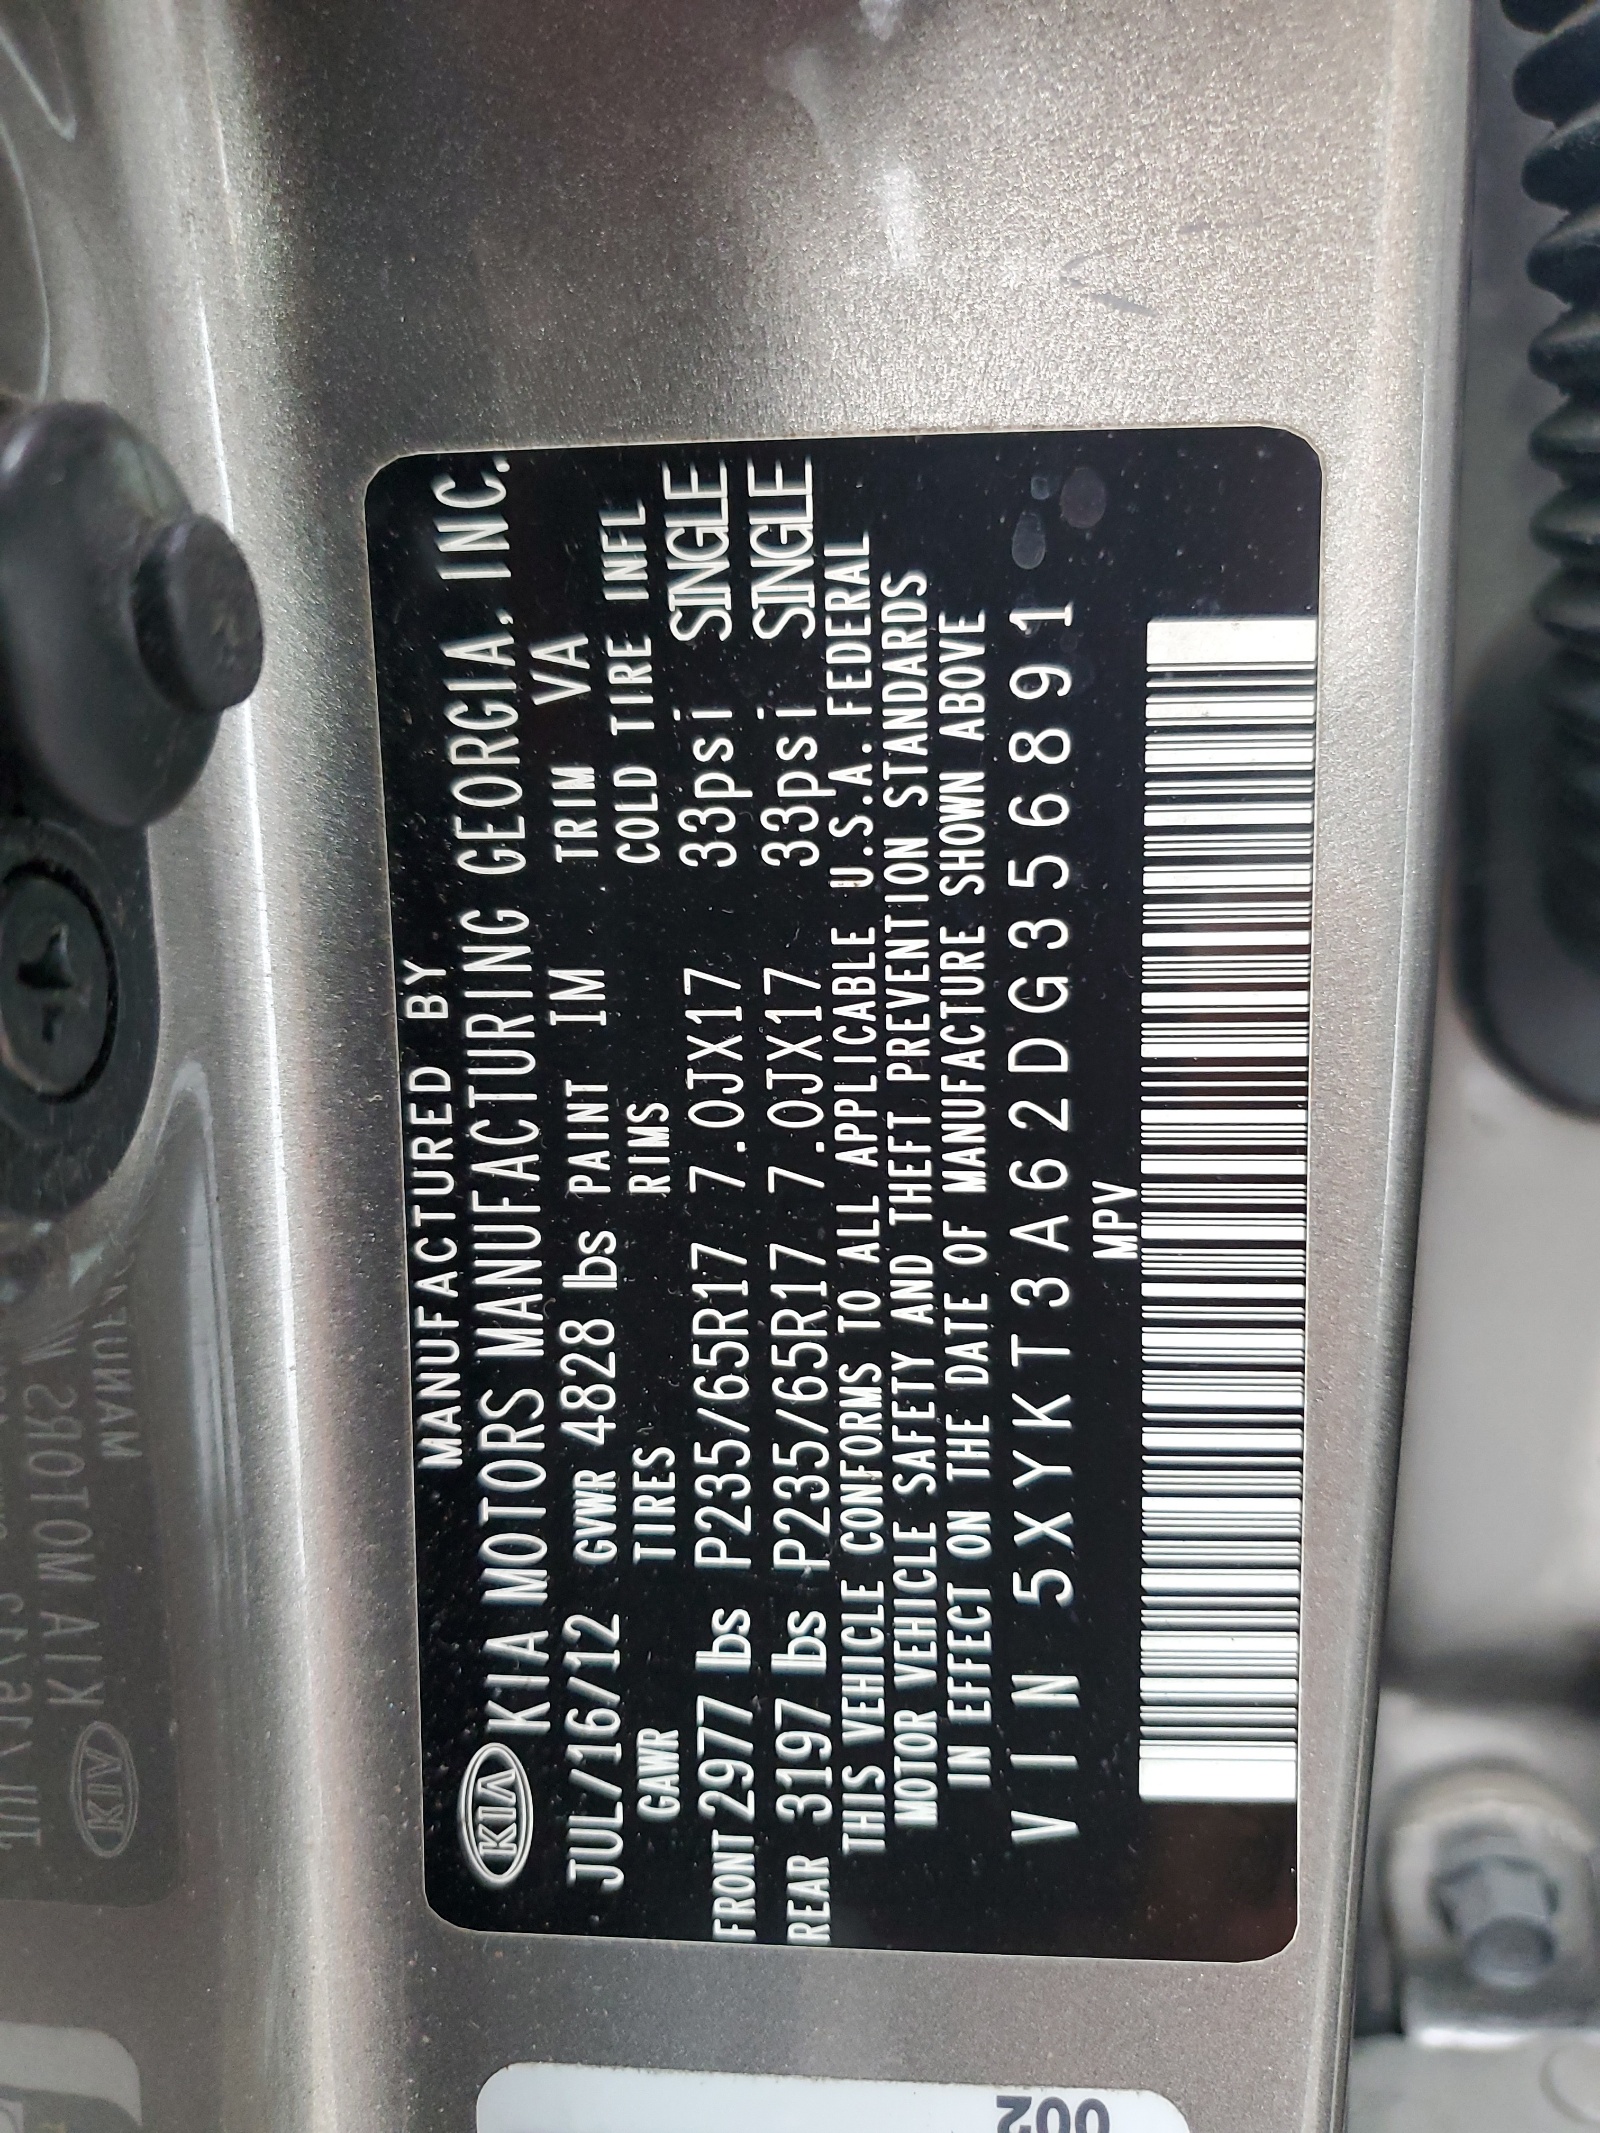 MANUFACTURED BY
KIA KIA MOTORS MANUFACTURING GEORGIA, INC.
JUL/16/12 GVWR 4828 lbs PAINT IM TRIM VA
GAWR TIRES RIMS COLD TIRE INFL
FRONT 2977 lbs P235/65R17 7.0JX17 33psi SINGLE
REAR 3197 lbs P235/65R17 7.0JX17 33psi SINGLE
THIS VEHICLE CONFORMS TO ALL APPLICABLE U.S.A. FEDERAL
MOTOR VEHICLE SAFETY AND THEFT PREVENTION STANDARDS
IN EFFECT ON THE DATE OF MANUFACTURE SHOWN ABOVE
VIN 5XYKT3A62DG356891
MPV
002